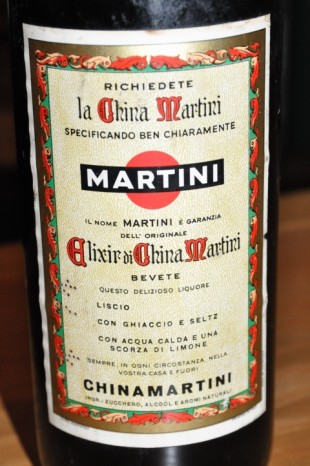 RICHIEDETE
la China Martini
SPECIFICANDO BEN CHIARAMENTE
MARTINI
IL NOME MARTINI È GARANZIA
DELL' ORIGINALE
Elixir di China Martini
BEVETE
QUESTO DELIZIOSO LIQUORE
LISCIO
CON GHIACCIO E SELTZ
CON ACQUA CALDA E UNA
SCORZA DI LIMONE
SEMPRE, IN OGNI CIRCOSTANZA NELLA
VOSTRA CASA E FUORI
CHINAMARTINI
INGR.: ZUCCHERO, ALCOOL E AROMI NATURALI